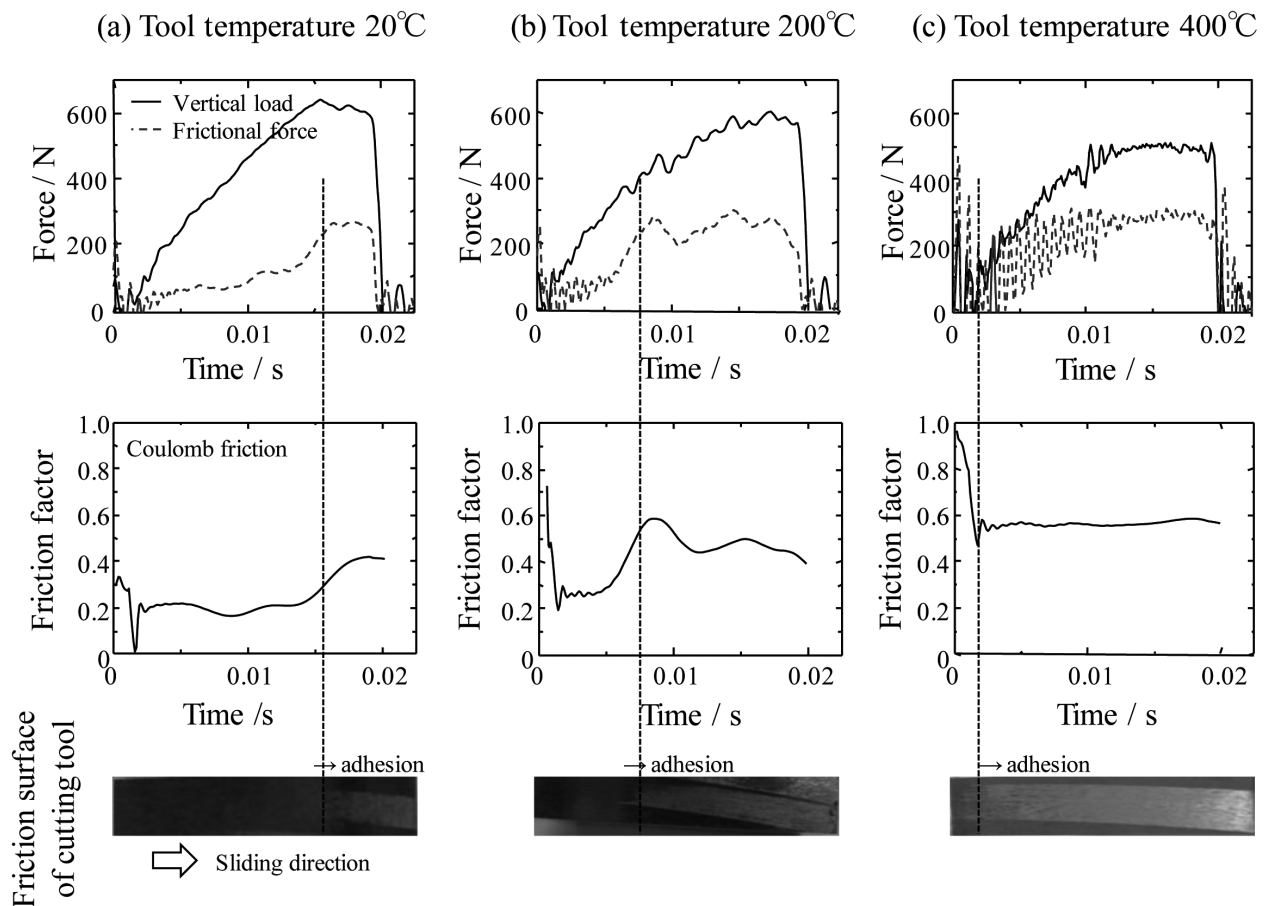 (a) Tool temperature 20℃
(b) Tool temperature 200℃
(c) Tool temperature 400℃
Force / N
600
400
200
0
Vertical load
Frictional force
0
0.01
0.02
Time / s
Force / N
600
400
200
0
0
0.01
0.02
Time / s
Force / N
600
400
200
0
0
0.01
0.02
Time / s
Friction factor
1.0
0.8
0.6
0.4
0.2
0
Coulomb friction
0
0.01
0.02
Time /s
Friction factor
1.0
0.8
0.6
0.4
0.2
0
0
0.01
0.02
Time / s
Friction factor
1.0
0.8
0.6
0.4
0.2
0
0
0.01
0.02
Time / s
Friction surface
of cutting tool
→ adhesion
→ adhesion
→ adhesion
Sliding direction